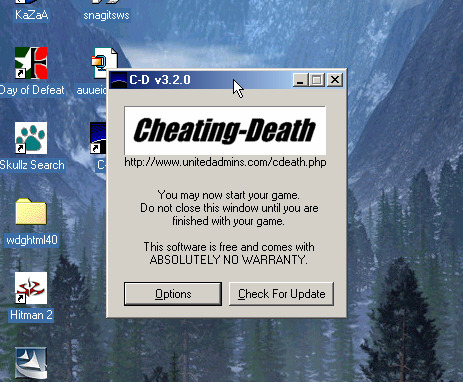 KaZaA
snagitsws
Day of Defeat
auueio
Skullz Search
C-
wdghtml40
Hitman 2
C-D v3.2.0
Cheating-Death
http://www.unitedadmins.com/cdeath.php
You may now start your game.
Do not close this window until you are
finished with your game.
This software is free and comes with
ABSOLUTELY NO WARRANTY.
Options
Check For Update